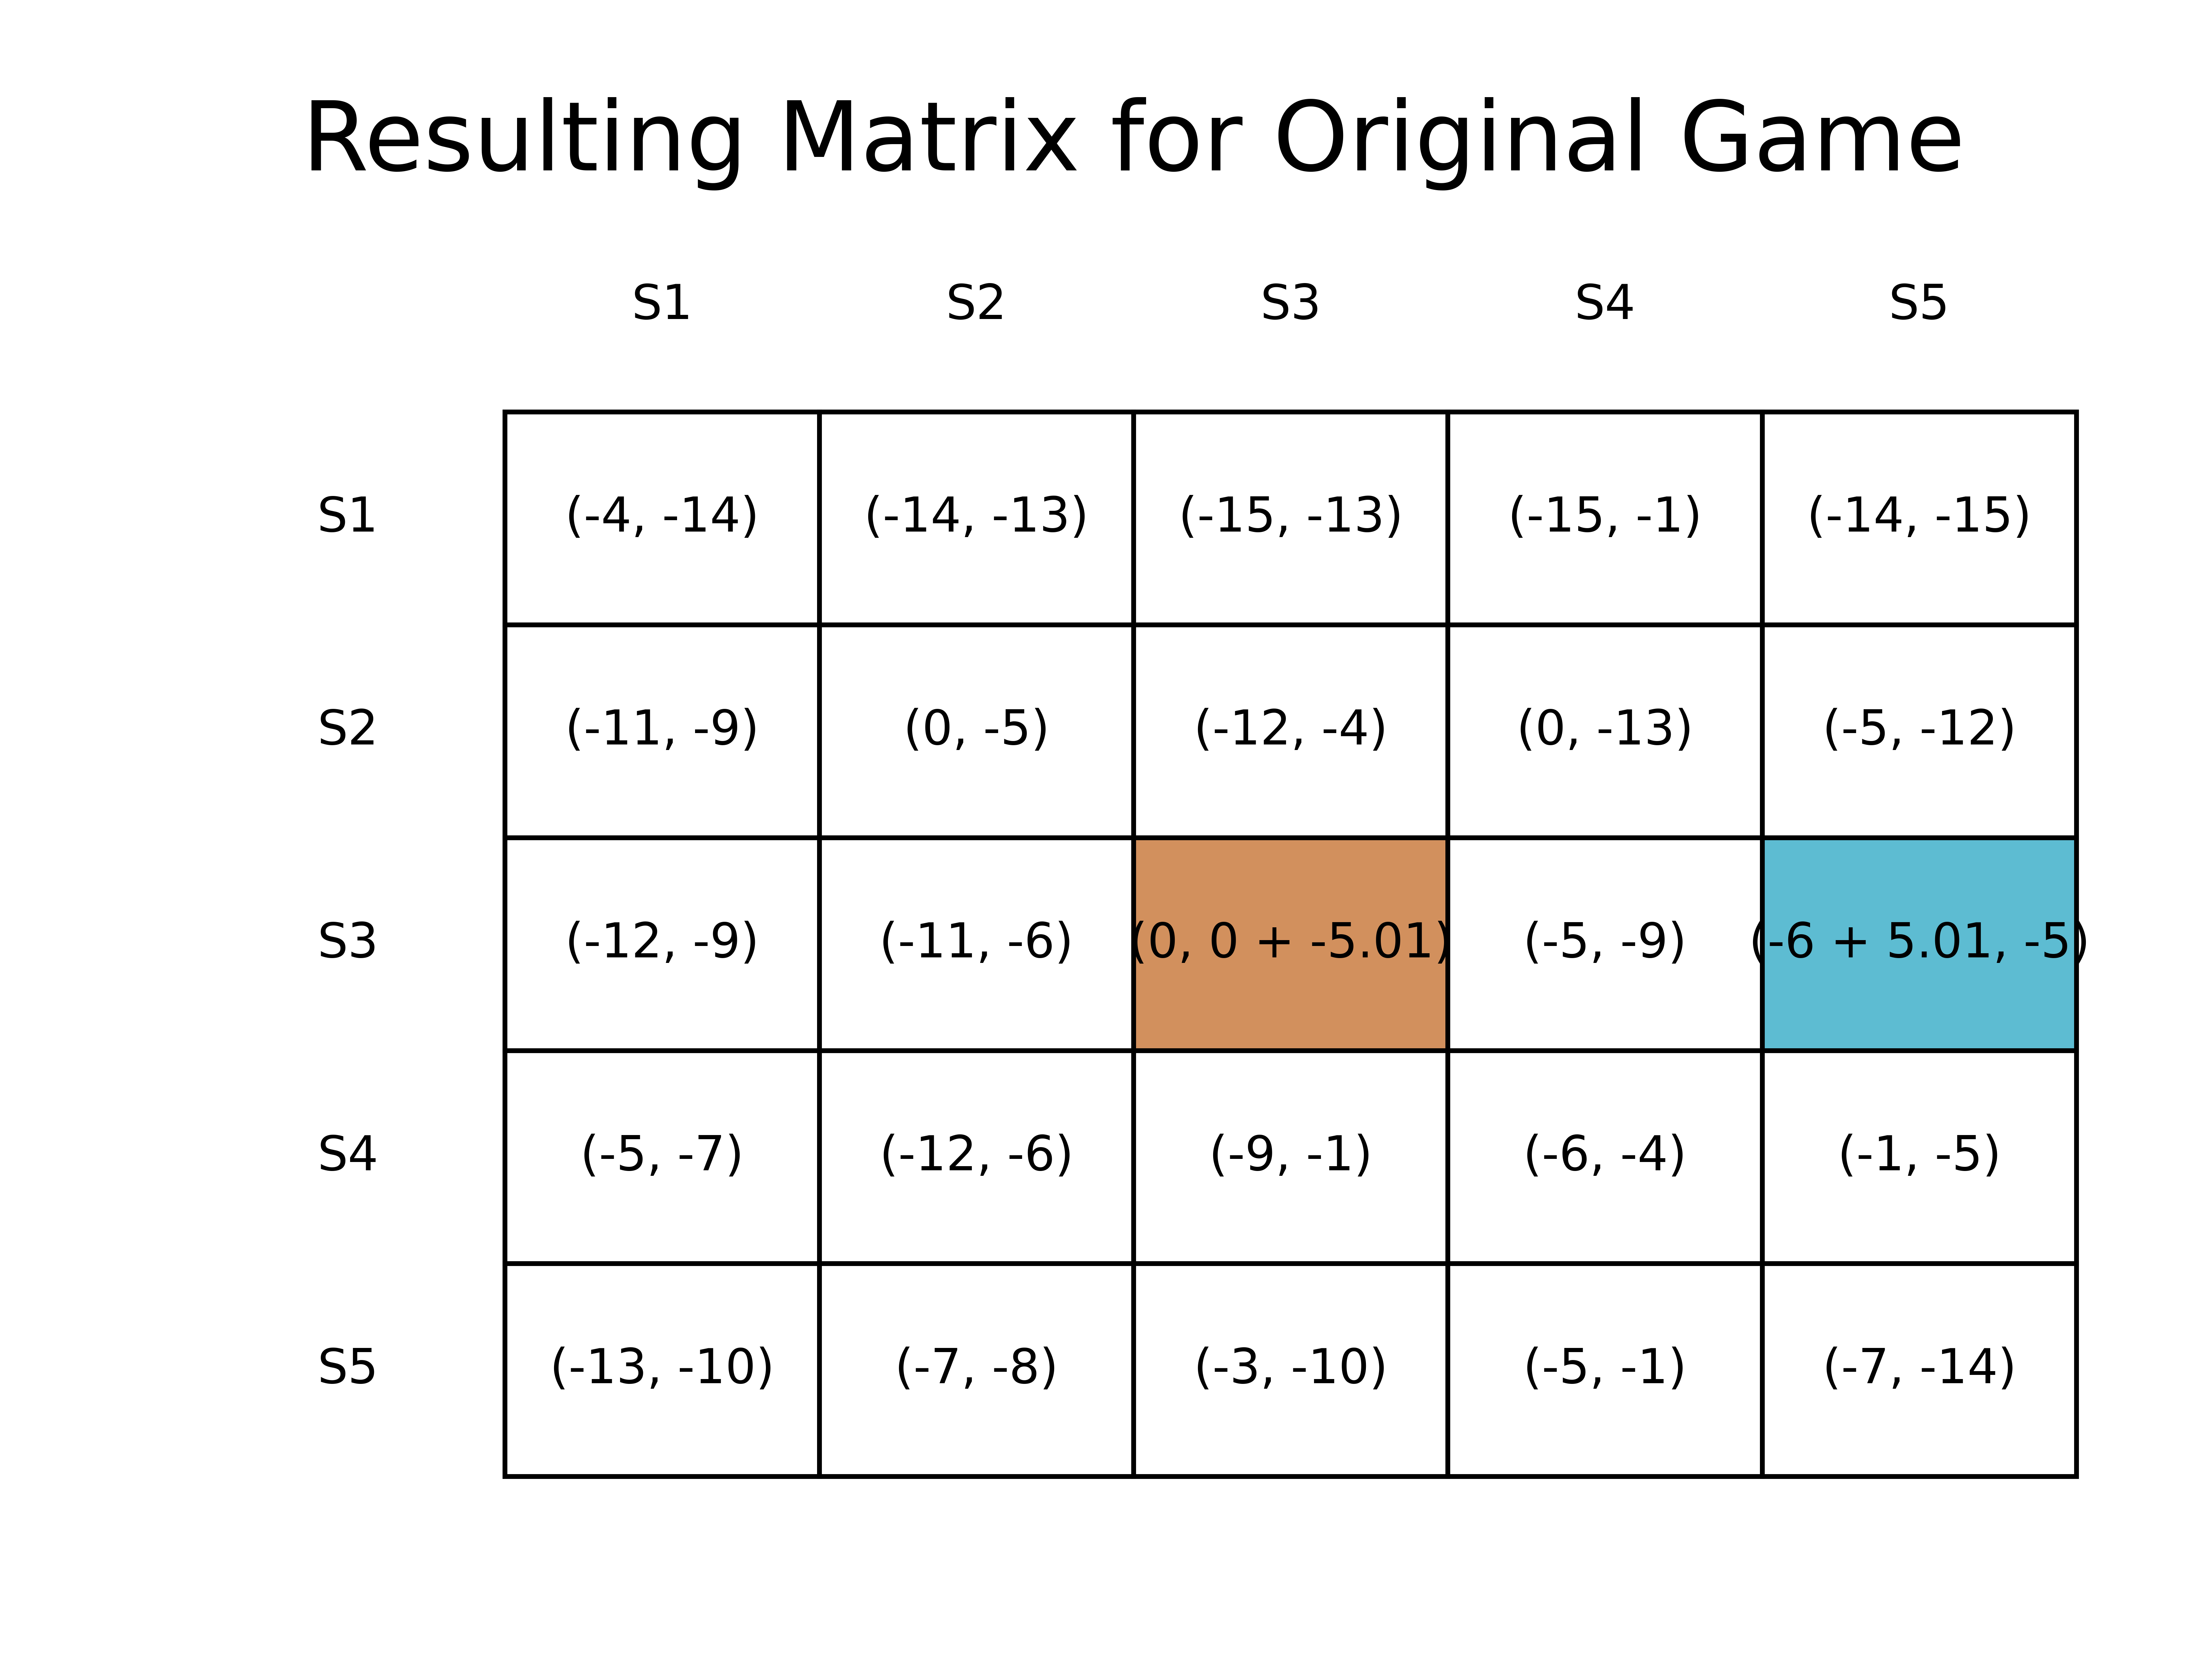 Resulting Matrix for Original Game
S1 S2 S3 S4 S5
S1 (-4, -14) (-14, -13) (-15, -13) (-15, -1) (-14, -15)
S2 (-11, -9) (0, -5) (-12, -4) (0, -13) (-5, -12)
S3 (-12, -9) (-11, -6) (0, 0 + -5.01) (-5, -9) (-6 + 5.01, -5)
S4 (-5, -7) (-12, -6) (-9, -1) (-6, -4) (-1, -5)
S5 (-13, -10) (-7, -8) (-3, -10) (-5, -1) (-7, -14)